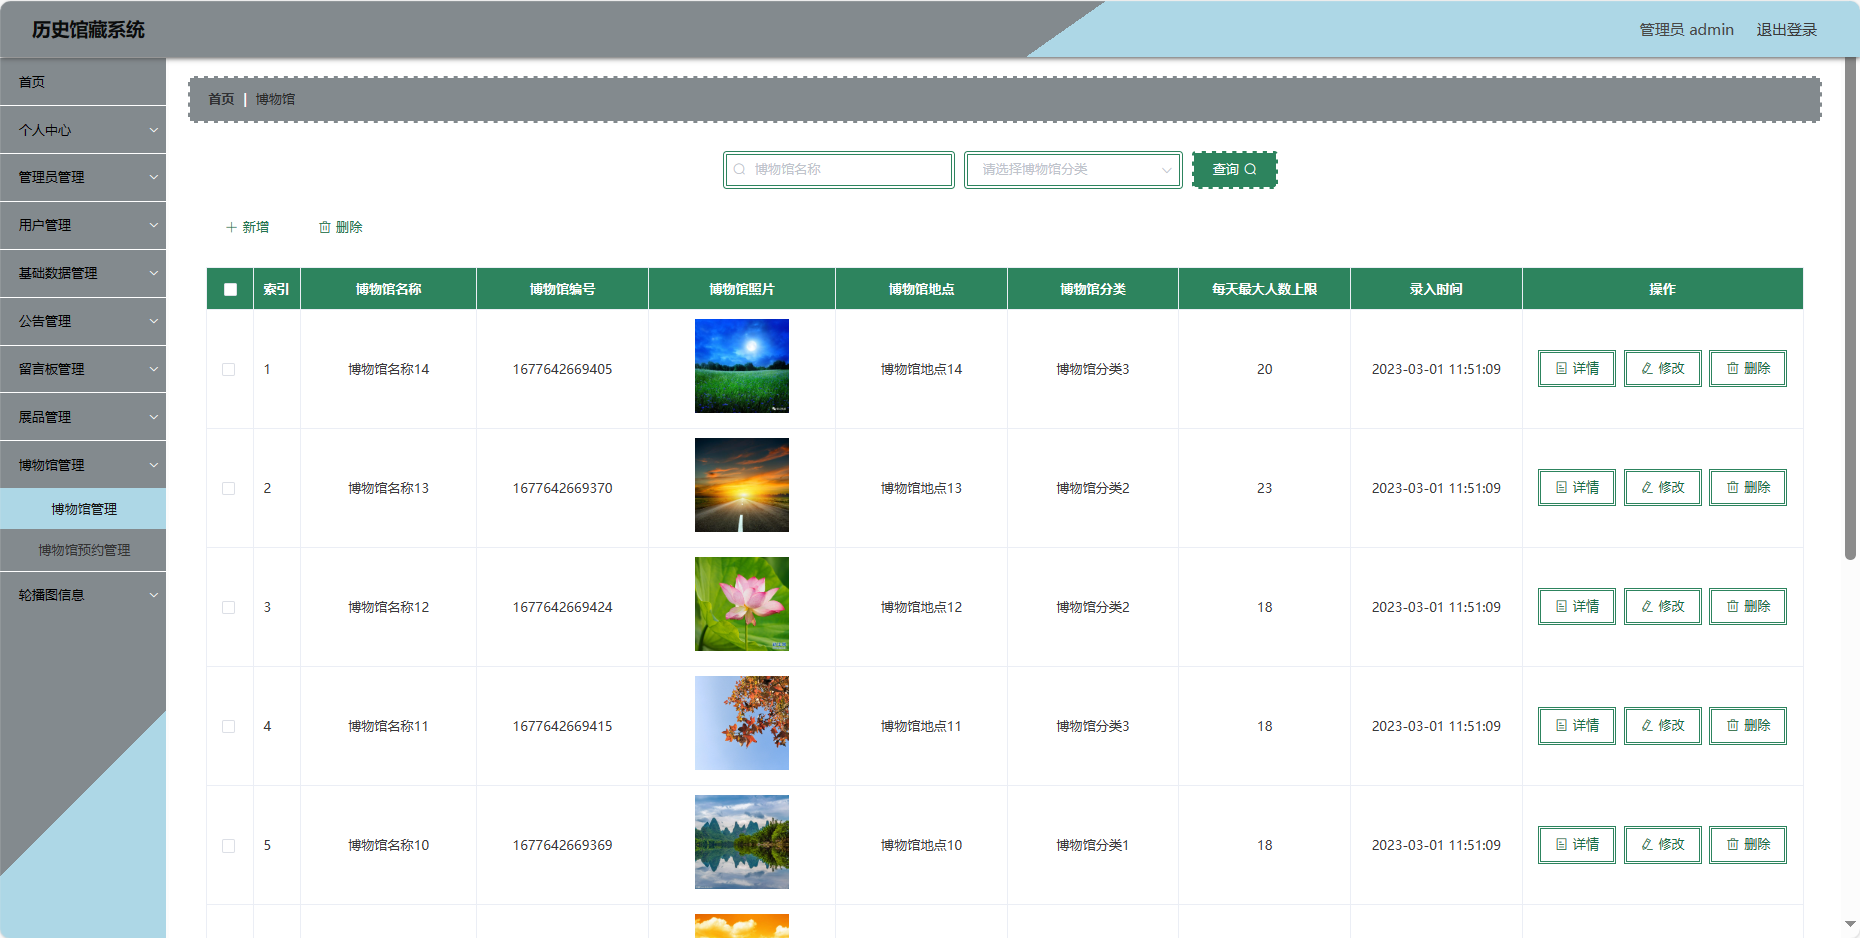 历史馆藏系统
管理员 admin 退出登录
首页
个人中心
管理员管理
用户管理
基础数据管理
公告管理
留言板管理
展品管理
博物馆管理
博物馆管理
博物馆预约管理
轮播图信息
首页 | 博物馆
博物馆名称 请选择博物馆分类 查询
新增 删除
索引 博物馆名称 博物馆编号 博物馆照片 博物馆地点 博物馆分类 每天最大人数上限 录入时间 操作
1 博物馆名称14 1677642669405 博物馆地点14 博物馆分类3 20 2023-03-01 11:51:09 详情 修改 删除
2 博物馆名称13 1677642669370 博物馆地点13 博物馆分类2 23 2023-03-01 11:51:09 详情 修改 删除
3 博物馆名称12 1677642669424 博物馆地点12 博物馆分类2 18 2023-03-01 11:51:09 详情 修改 删除
4 博物馆名称11 1677642669415 博物馆地点11 博物馆分类3 18 2023-03-01 11:51:09 详情 修改 删除
5 博物馆名称10 1677642669369 博物馆地点10 博物馆分类1 18 2023-03-01 11:51:09 详情 修改 删除